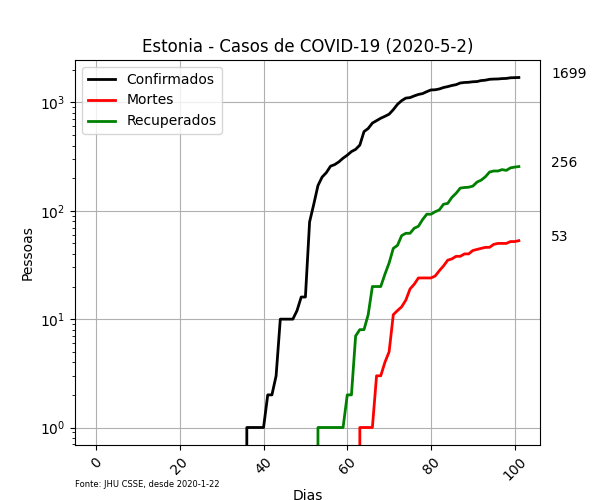 Estonia - Casos de COVID-19 (2020-5-2)
Confirmados
Mortes
Recuperados
1699
256
53
Pessoas
10³
10²
10¹
10⁰
0 20 40 60 80 100
Fonte: JHU CSSE, desde 2020-1-22
Dias